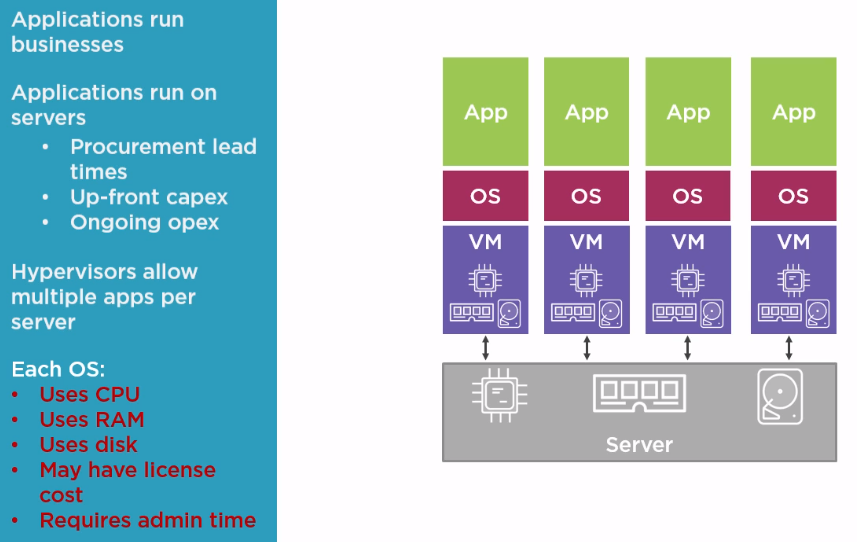 Applications run
businesses
Applications run on
servers
• Procurement lead
times
• Up-front capex
• Ongoing opex
Hypervisors allow
multiple apps per
server
Each OS:
• Uses CPU
• Uses RAM
• Uses disk
• May have license
cost
• Requires admin time
App App App App
OS OS OS OS
VM VM VM VM
Server